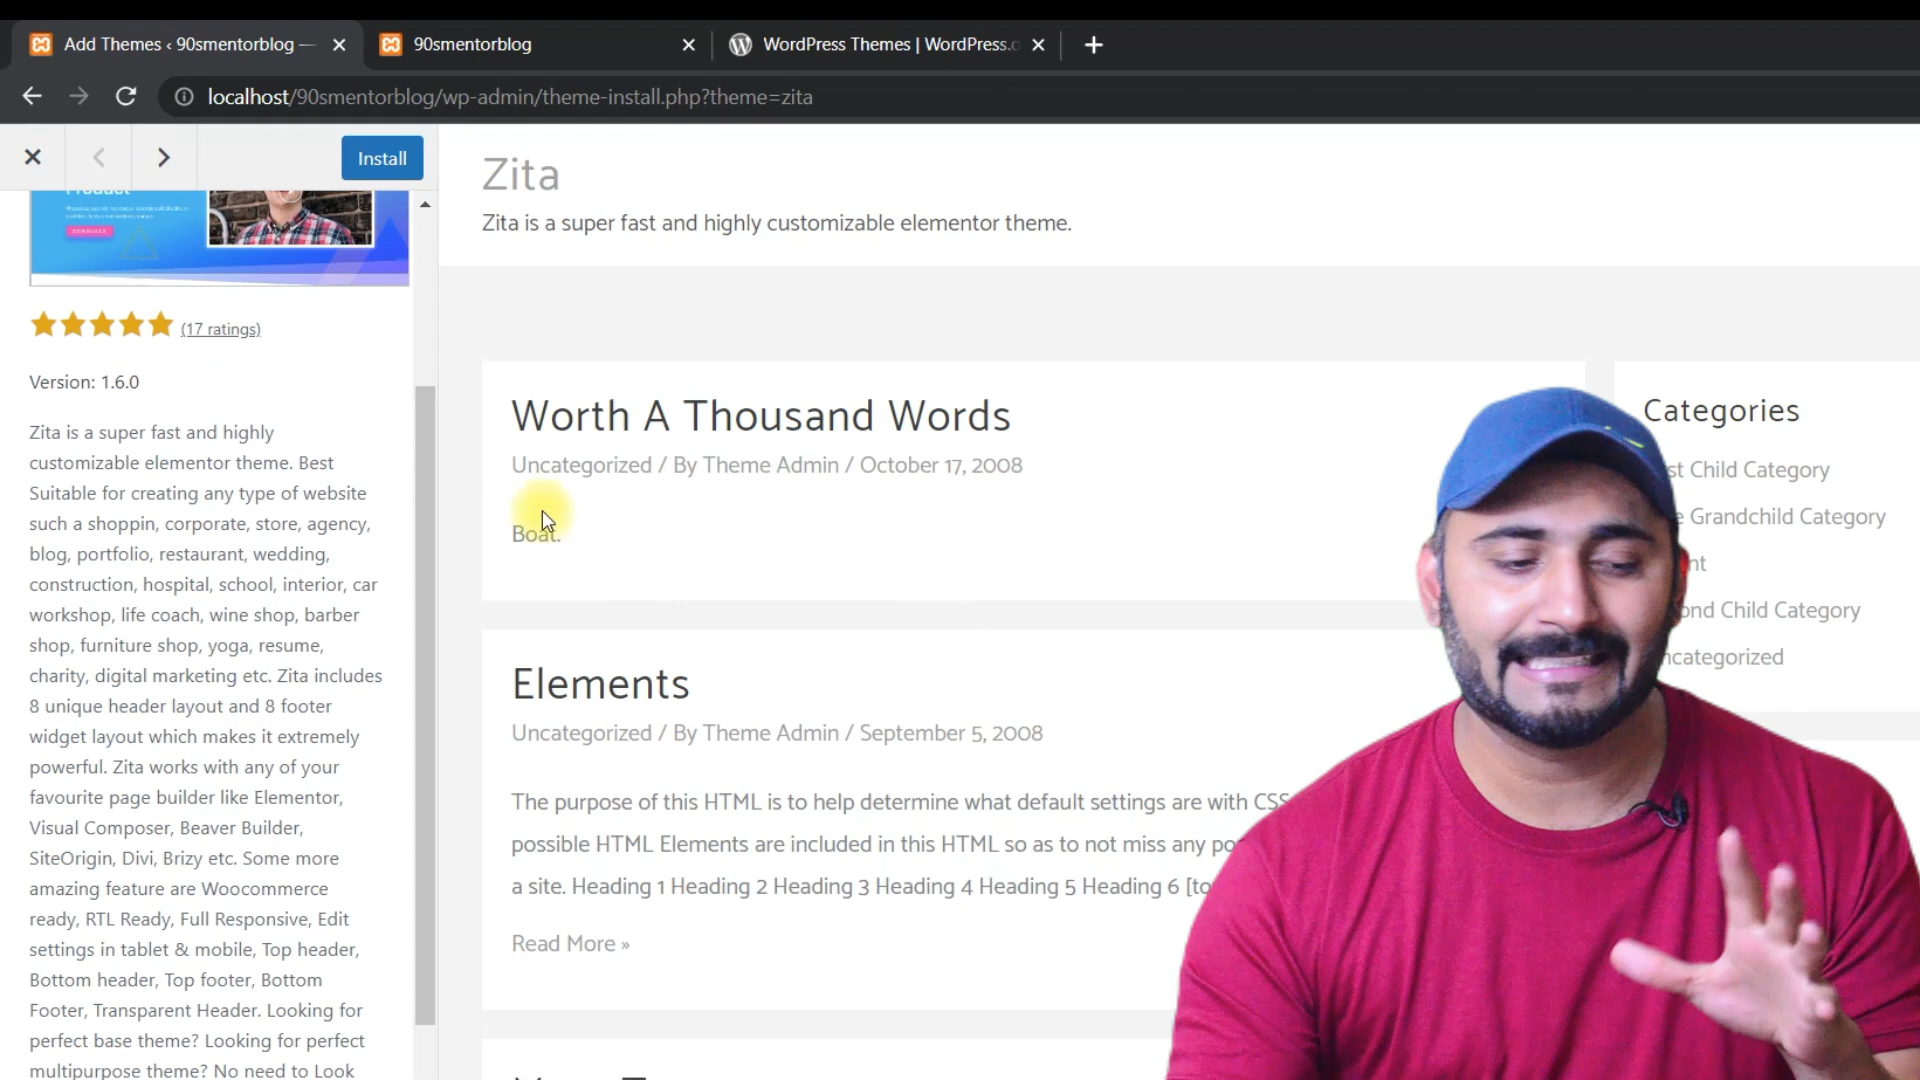 Add Themes ‹ 90smentorblog —
90smentorblog
WordPress Themes | WordPress.
localhost/90smentorblog/wp-admin/theme-install.php?theme=zita
Install
(17 ratings)
Version: 1.6.0
Zita is a super fast and highly
customizable elementor theme. Best
Suitable for creating any type of website
such a shoppin, corporate, store, agency,
blog, portfolio, restaurant, wedding,
construction, hospital, school, interior, car
workshop, life coach, wine shop, barber
shop, furniture shop, yoga, resume,
charity, digital marketing etc. Zita includes
8 unique header layout and 8 footer
widget layout which makes it extremely
powerful. Zita works with any of your
favourite page builder like Elementor,
Visual Composer, Beaver Builder,
SiteOrigin, Divi, Brizy etc. Some more
amazing feature are Woocommerce
ready, RTL Ready, Full Responsive, Edit
settings in tablet & mobile, Top header,
Bottom header, Top footer, Bottom
Footer, Transparent Header. Looking for
perfect base theme? Looking for perfect
multipurpose theme? No need to Look
Zita
Zita is a super fast and highly customizable elementor theme.
Worth A Thousand Words
Uncategorized / By Theme Admin / October 17, 2008
Boat.
Elements
Uncategorized / By Theme Admin / September 5, 2008
The purpose of this HTML is to help determine what default settings are with CSS
possible HTML Elements are included in this HTML so as to not miss any
a site. Heading 1 Heading 2 Heading 3 Heading 4 Heading 5 Heading 6
Read More »
Categories
Child Category
Grandchild Category
Child Category